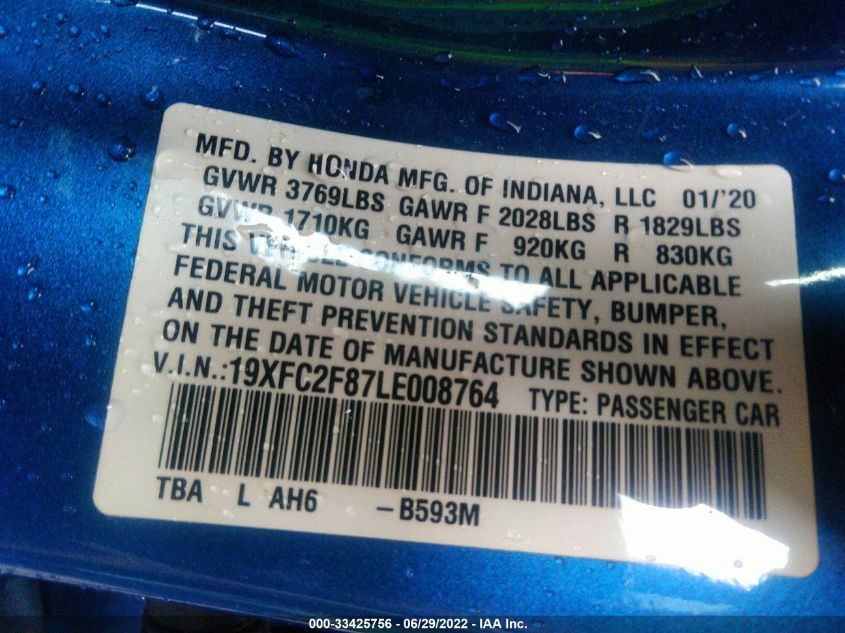 MFD. BY HONDA MFG. OF INDIANA, LLC 01/'20
GVWR 3769LBS GAWR F 2028LBS R 1829LBS
GVWR 1710KG GAWR F 920KG R 830KG
THIS VEHICLE CONFORMS TO ALL APPLICABLE
FEDERAL MOTOR VEHICLE SAFETY, BUMPER,
AND THEFT PREVENTION STANDARDS IN EFFECT
ON THE DATE OF MANUFACTURE SHOWN ABOVE.
V.I.N.:19XFC2F87LE008764 TYPE: PASSENGER CAR
TBA L AH6 -B593M
000-33425756 - 06/29/2022 - IAA Inc.